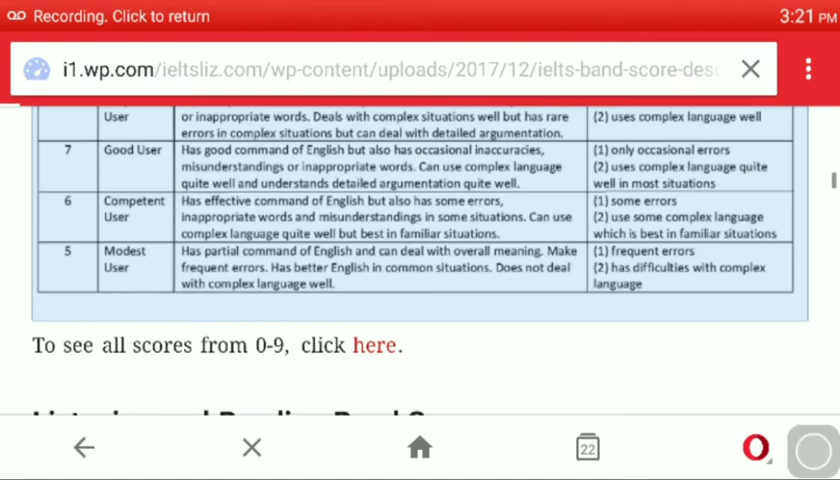 Recording. Click to return
3:21 PM
i1.wp.com/ieltsliz.com/wp-content/uploads/2017/12/ielts-band-score-desc
User
or inappropriate words. Deals with complex situations well but has rare
errors in complex situations but can deal with detailed argumentation.
(2) uses complex language well
7
Good User
Has good command of English but also has occasional inaccuracies,
misunderstandings or inappropriate words. Can use complex language
quite well and understands detailed argumentation quite well.
(1) only occasional errors
(2) uses complex language quite
well in most situations
6
Competent
User
Has effective command of English but also has some errors,
inappropriate words and misunderstandings in some situations. Can use
complex language quite well but best in familiar situations.
(1) some errors
(2) use some complex language
which is best in familiar situations
5
Modest
User
Has partial command of English and can deal with overall meaning. Make
frequent errors. Has better English in common situations. Does not deal
with complex language well.
(1) frequent errors
(2) has difficulties with complex
language
To see all scores from 0-9, click here.
22